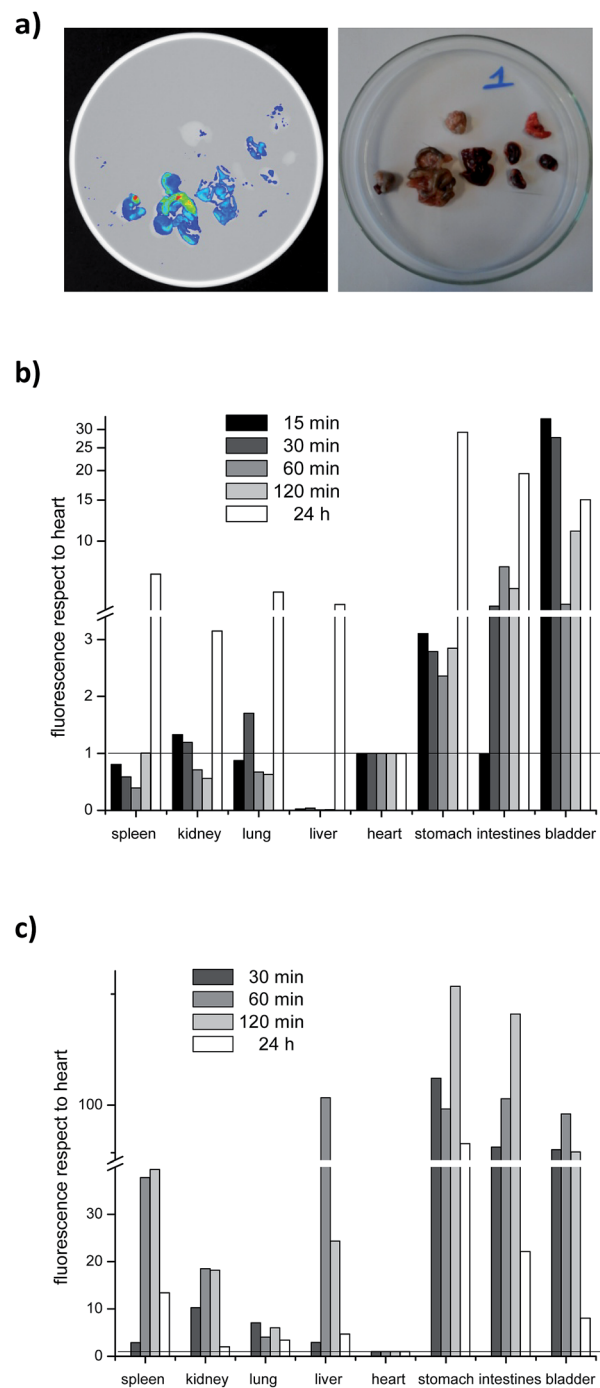 a)
1
b)
fluorescence respect to heart
30
25
20
15
10
3
2
1
0
15 min
30 min
60 min
120 min
24 h
spleen kidney lung liver heart stomach intestines bladder
c)
fluorescence respect to heart
100
30
20
10
0
30 min
60 min
120 min
24 h
spleen kidney lung liver heart stomach intestines bladder